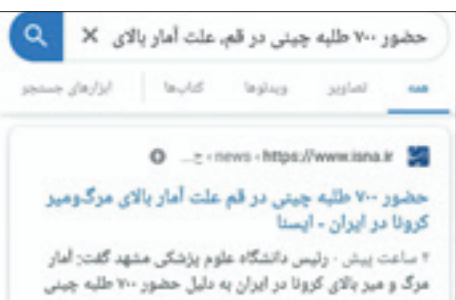 حضور ۷۰۰ طلبه چینی در قم، علت آمار بالای
همه تصاویر ویدئوها کتاب‌ها ابزارهای جستجو
https://www.isna.ir › news › ج...
حضور ۷۰۰ طلبه چینی در قم علت آمار بالای مرگ‌ومیر
کرونا در ایران - ایسنا
۲ ساعت پیش - رئیس دانشگاه علوم پزشکی مشهد گفت: آمار
مرگ و میر بالای کرونا در ایران به دلیل حضور ۷۰۰ طلبه چینی